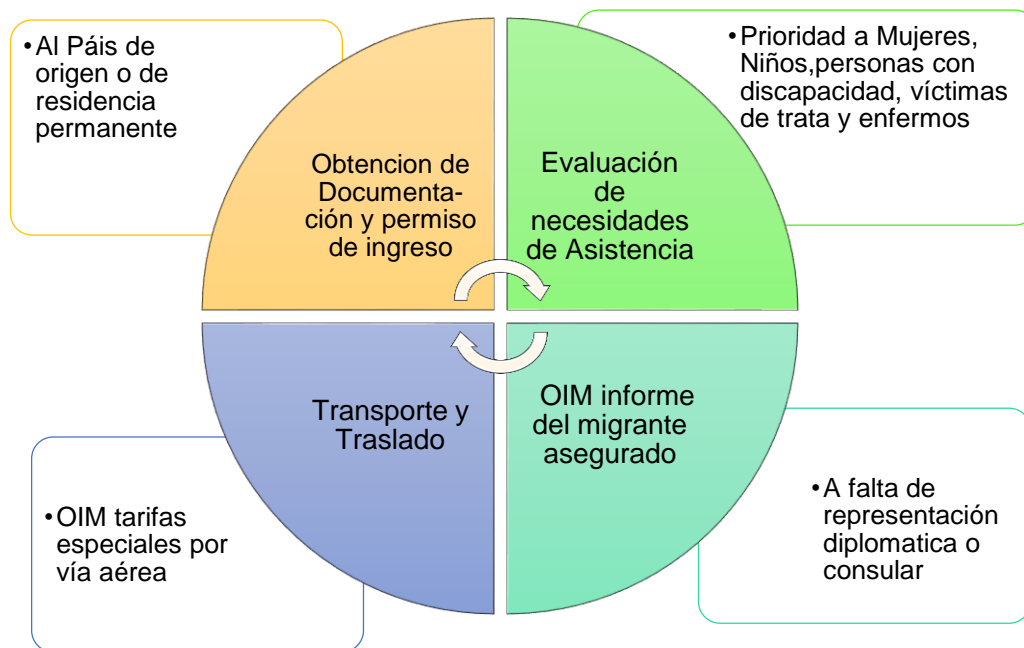 •Al Páis de
origen o de
residencia
permanente
•Prioridad a Mujeres,
Niños,personas con
discapacidad, víctimas
de trata y enfermos
Obtencion de
Documenta-
ción y permiso
de ingreso
Evaluación
de
necesidades
de Asistencia
Transporte y
Traslado
OIM informe
del migrante
asegurado
•OIM tarifas
especiales por
vía aérea
•A falta de
representación
diplomatica o
consular